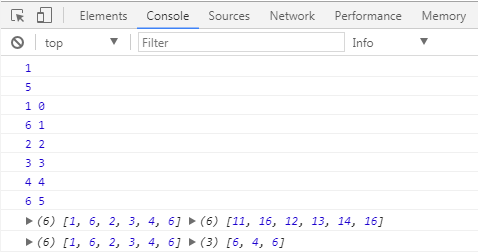 Elements Console Sources Network Performance Memory
top Filter Info
1
5
1 0
6 1
2 2
3 3
4 4
6 5
(6) [1, 6, 2, 3, 4, 6] (6) [11, 16, 12, 13, 14, 16]
(6) [1, 6, 2, 3, 4, 6] (3) [6, 4, 6]